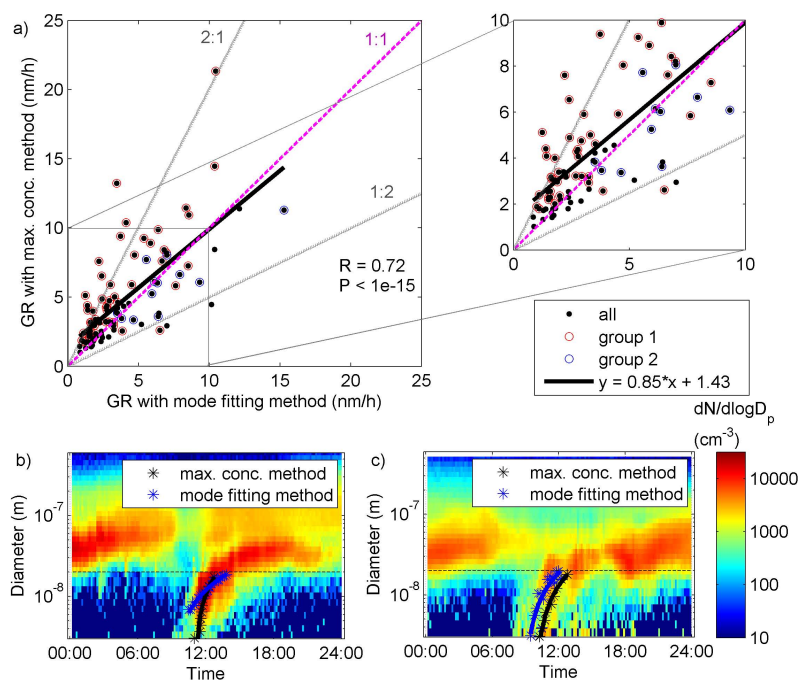 a)
GR with max. conc. method (nm/h)
25
20
15
10
5
0
0 5 10 15 20 25
GR with mode fitting method (nm/h)
2:1
1:1
1:2
R = 0.72
P < 1e-15
10
8
6
4
2
0
0 5 10
all
group 1
group 2
y = 0.85*x + 1.43
b)
Diameter (m)
10-7
10-8
max. conc. method
mode fitting method
00:00 06:00 12:00 18:00 24:00
Time
c)
Diameter (m)
10-7
10-8
max. conc. method
mode fitting method
00:00 06:00 12:00 18:00 24:00
Time
dN/dlogDp
(cm-3)
10000
1000
100
10